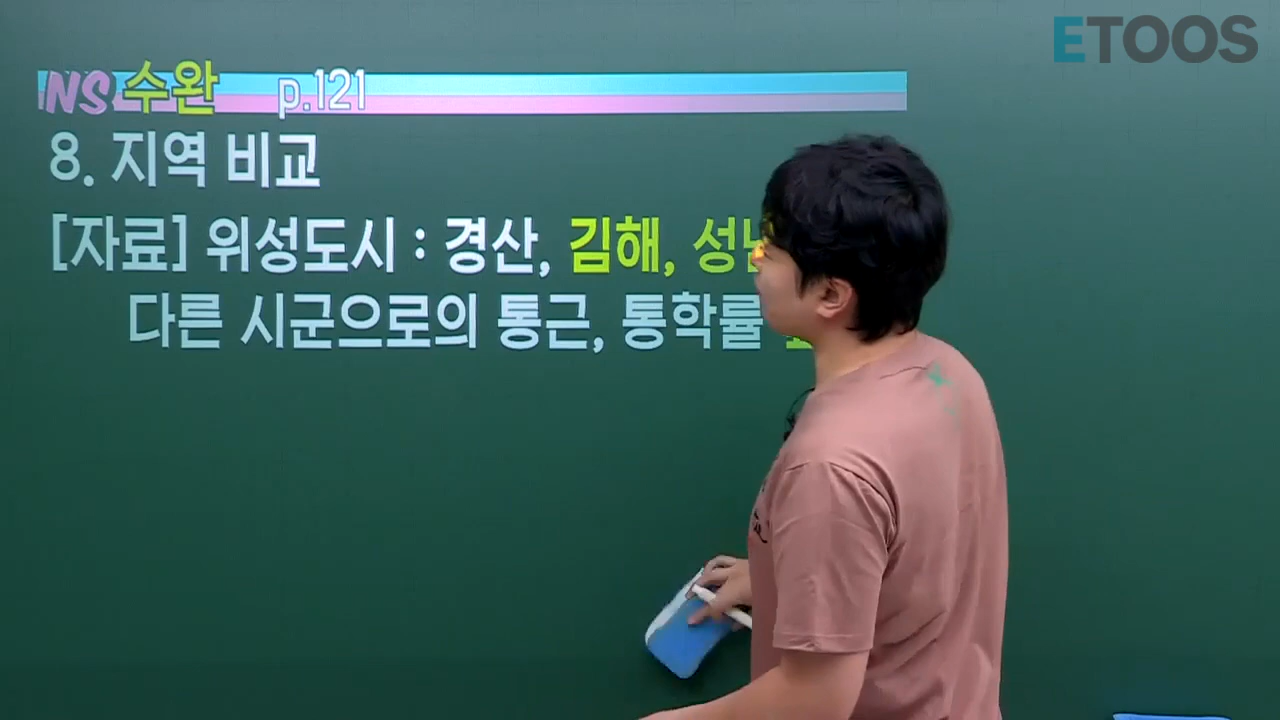 ETOOS
NS 수완 p.121
8. 지역 비교
[자료] 위성도시 : 경산, 김해,
다른 시군으로의 통근, 통학률